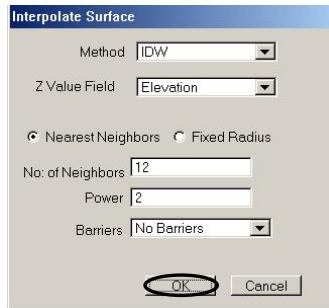 Interpolate Surface
Method IDW
Z Value Field Elevation
Nearest Neighbors Fixed Radius
No: of Neighbors 12
Power 2
Barriers No Barriers
OK Cancel